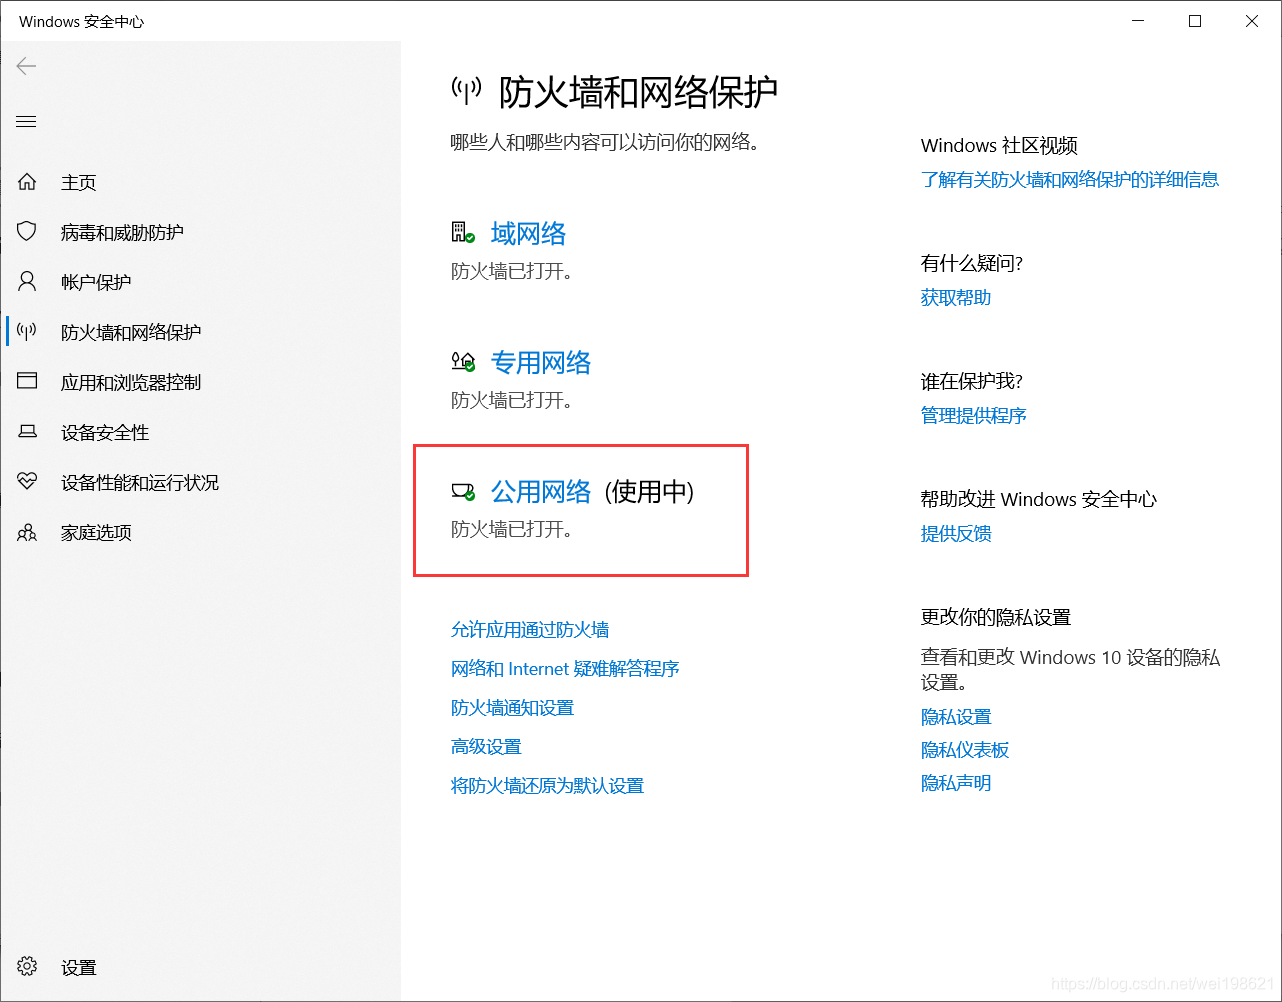 Windows 安全中心
主页
病毒和威胁防护
帐户保护
防火墙和网络保护
应用和浏览器控制
设备安全性
设备性能和运行状况
家庭选项
设置
防火墙和网络保护
哪些人和哪些内容可以访问你的网络。
域网络
防火墙已打开。
专用网络
防火墙已打开。
公用网络 (使用中)
防火墙已打开。
允许应用通过防火墙
网络和 Internet 疑难解答程序
防火墙通知设置
高级设置
将防火墙还原为默认设置
Windows 社区视频
了解有关防火墙和网络保护的详细信息
有什么疑问?
获取帮助
谁在保护我?
管理提供程序
帮助改进 Windows 安全中心
提供反馈
更改你的隐私设置
查看和更改 Windows 10 设备的隐私
设置。
隐私设置
隐私仪表板
隐私声明
https://blog.csdn.net/wei198621